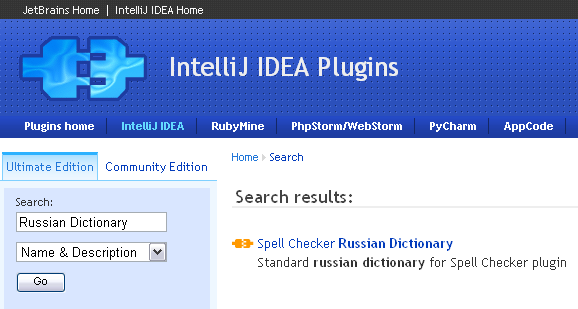 JetBrains Home | IntelliJ IDEA Home
IntelliJ IDEA Plugins
Plugins home IntelliJ IDEA RubyMine PhpStorm/WebStorm PyCharm AppCode
Ultimate Edition Community Edition
Home Search
Search:
Russian Dictionary
Name & Description
Go
Search results:
Spell Checker Russian Dictionary
Standard russian dictionary for Spell Checker plugin